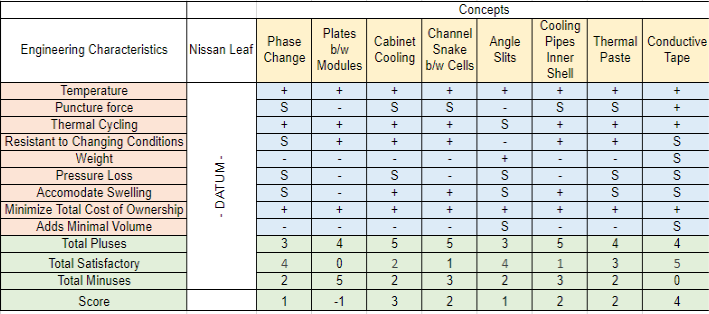 Concepts
Engineering Characteristics Nissan Leaf Phase Change Plates b/w Modules Cabinet Cooling Channel Snake b/w Cells Angle Slits Cooling Pipes Inner Shell Thermal Paste Conductive Tape
- DATUM -
Temperature + + + + + + + +
Puncture force S - S S - S S +
Thermal Cycling + + + + S + + +
Resistant to Changing Conditions S + + + - + + S
Weight - - - - + - - S
Pressure Loss S - S - S - S S
Accomodate Swelling S - + + S + S S
Minimize Total Cost of Ownership + + + + + + + +
Adds Minimal Volume - - - - S - - S
Total Pluses 3 4 5 5 3 5 4 4
Total Satisfactory 4 0 2 1 4 1 3 5
Total Minuses 2 5 2 3 2 3 2 0
Score 1 -1 3 2 1 2 2 4